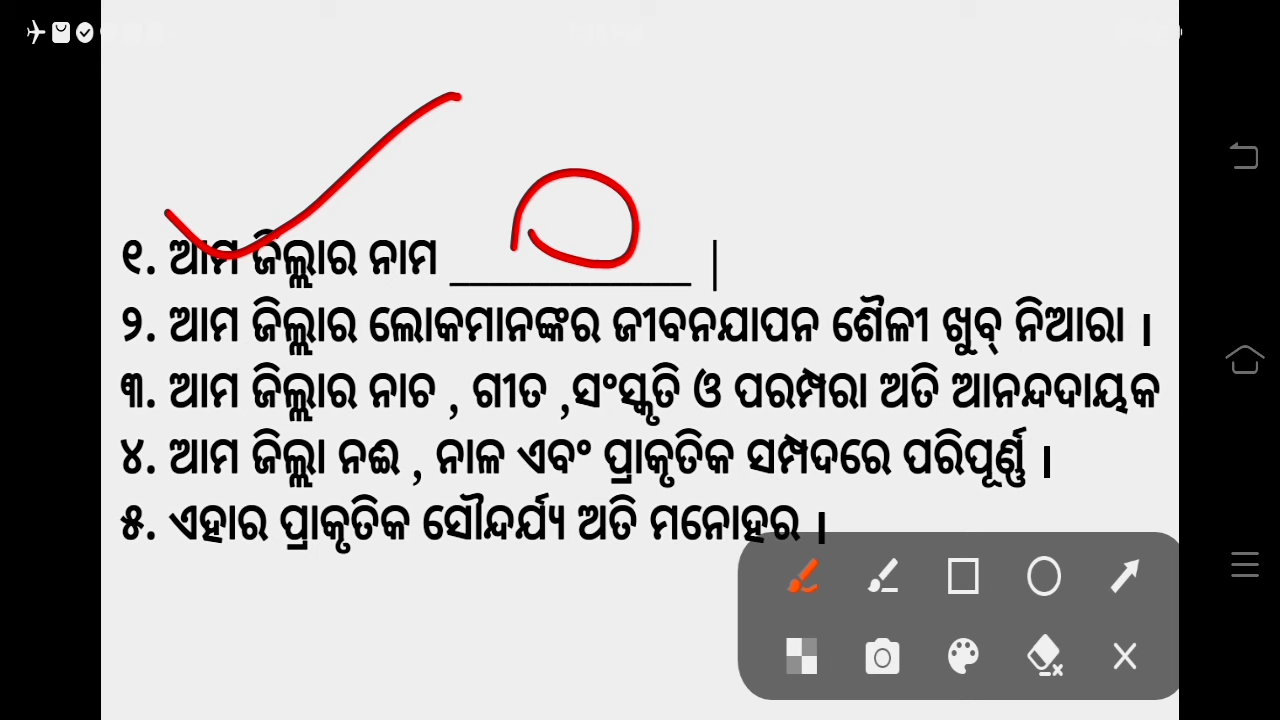 ୧. ଆମ ଜିଲ୍ଲାର ନାମ ____________ |
୨. ଆମ ଜିଲ୍ଲାର ଲୋକମାନଙ୍କର ଜୀବନଯାପନ ଶୈଳୀ ଖୁବ୍ ନିଆରା ।
୩. ଆମ ଜିଲ୍ଲାର ନାଚ , ଗୀତ ,ସଂସ୍କୃତି ଓ ପରମ୍ପରା ଅତି ଆନନ୍ଦଦାୟକ
୪. ଆମ ଜିଲ୍ଲା ନଈ , ନାଳ ଏବଂ ପ୍ରାକୃତିକ ସମ୍ପଦରେ ପରିପୂର୍ଣ୍ଣ ।
୫. ଏହାର ପ୍ରାକୃତିକ ସୌନ୍ଦର୍ଯ୍ୟ ଅତି ମନୋହର ।